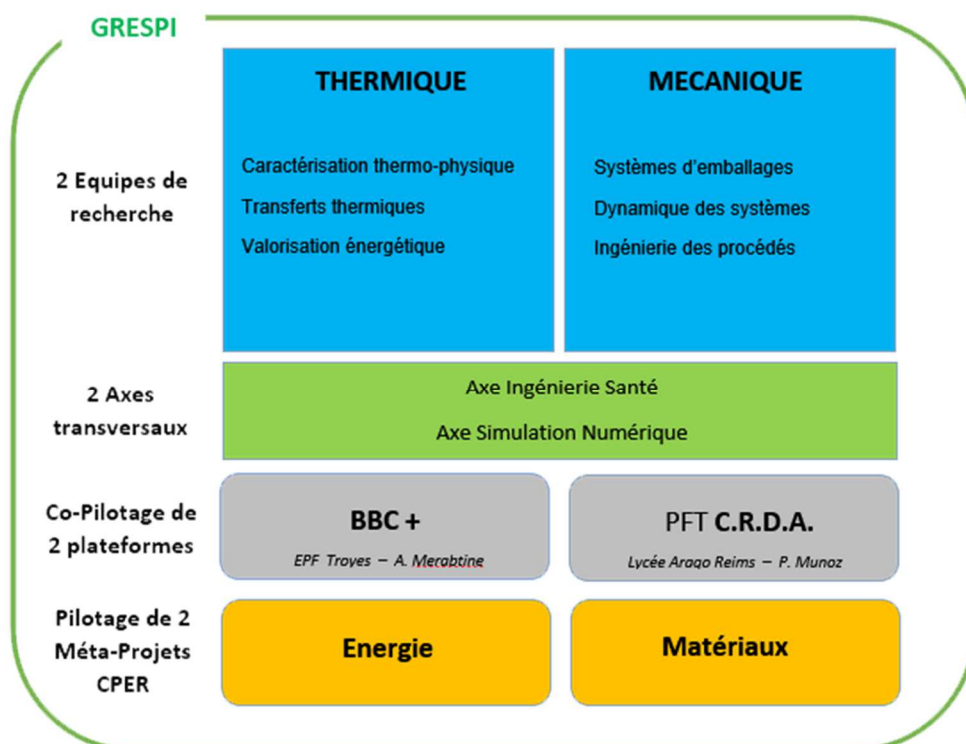 GRESPI
THERMIQUE
MECANIQUE
2 Equipes de
recherche
Caractérisation thermo-physique
Transferts thermiques
Valorisation énergétique
Systèmes d'emballages
Dynamique des systèmes
Ingénierie des procédés
2 Axes
transversaux
Axe Ingénierie Santé
Axe Simulation Numérique
Co-Pilotage de
2 plateformes
BBC +
EPF Troyes – A. Merabtine
PFT C.R.D.A.
Lycée Arago Reims – P. Munoz
Pilotage de 2
Méta-Projets
CPER
Energie
Matériaux